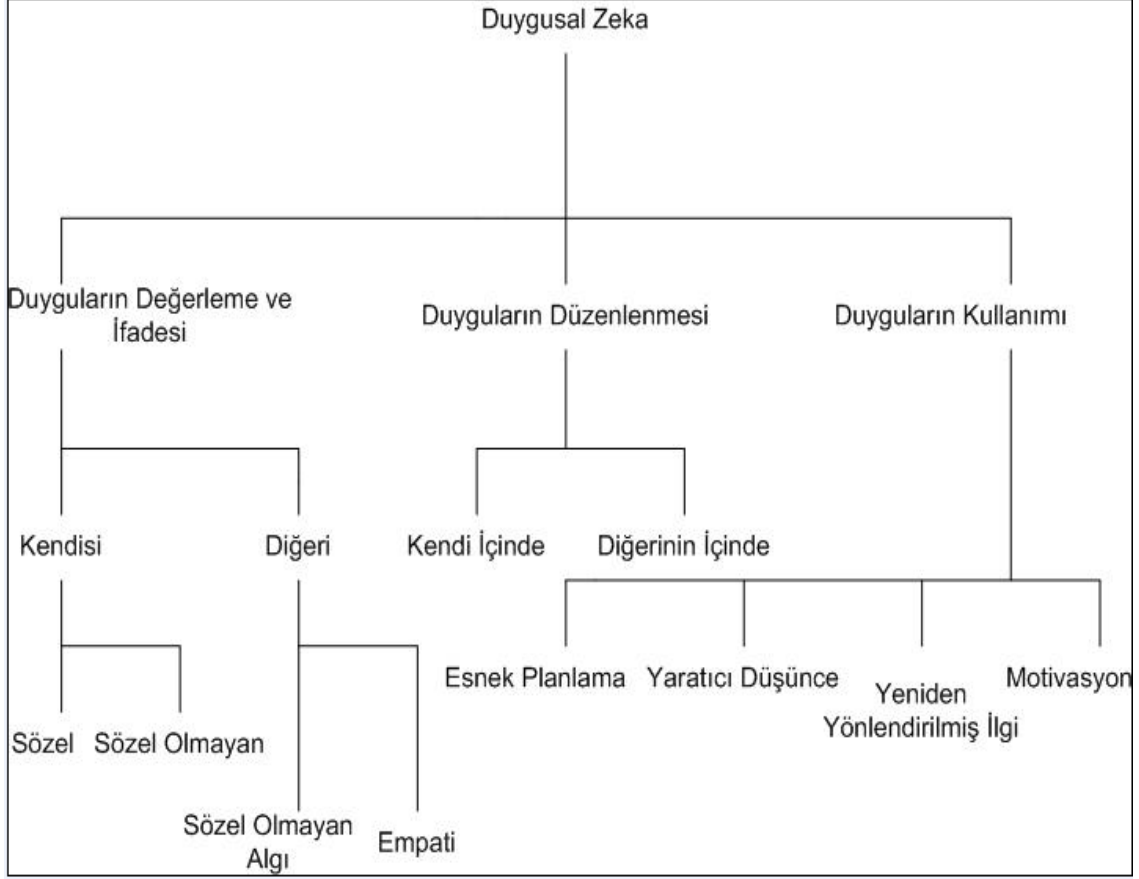 Duygusal Zeka
Duyguların Değerleme ve
İfadesi
Duyguların Düzenlenmesi
Duyguların Kullanımı
Kendisi
Diğeri
Kendi İçinde
Diğerinin İçinde
Esnek Planlama
Yaratıcı Düşünce
Yeniden
Yönlendirilmiş İlgi
Motivasyon
Sözel
Sözel Olmayan
Sözel Olmayan
Algı
Empati